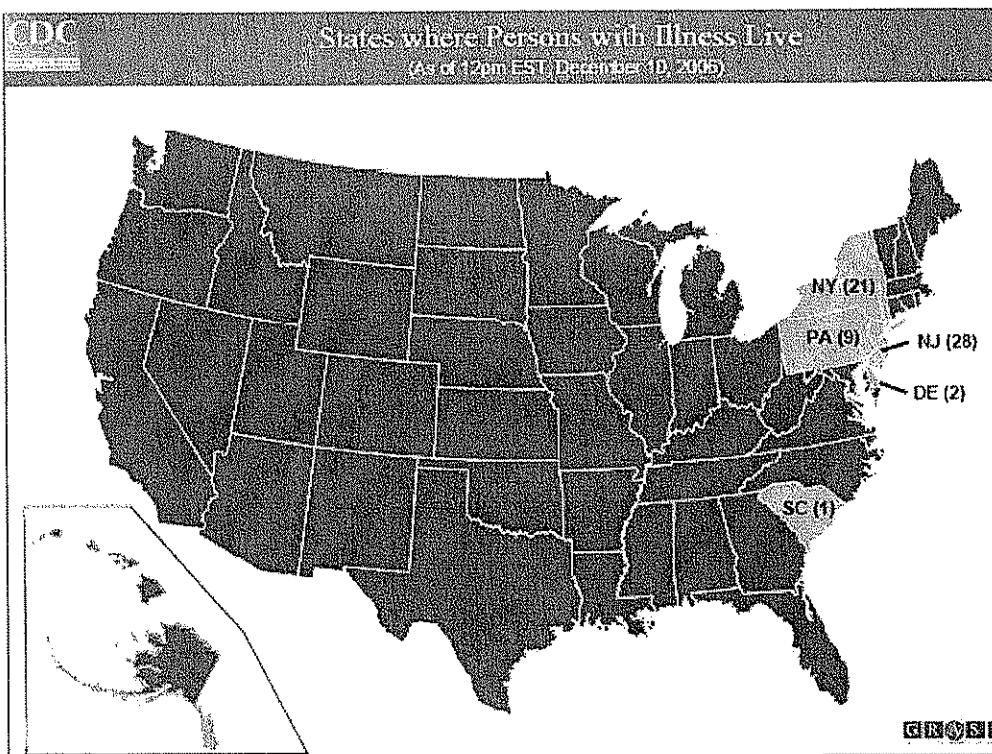 CDC
States where Persons with Illness Live
(As of 12pm EST, December 10, 2006)
NY (21)
PA (9)
NJ (28)
DE (2)
SC (1)